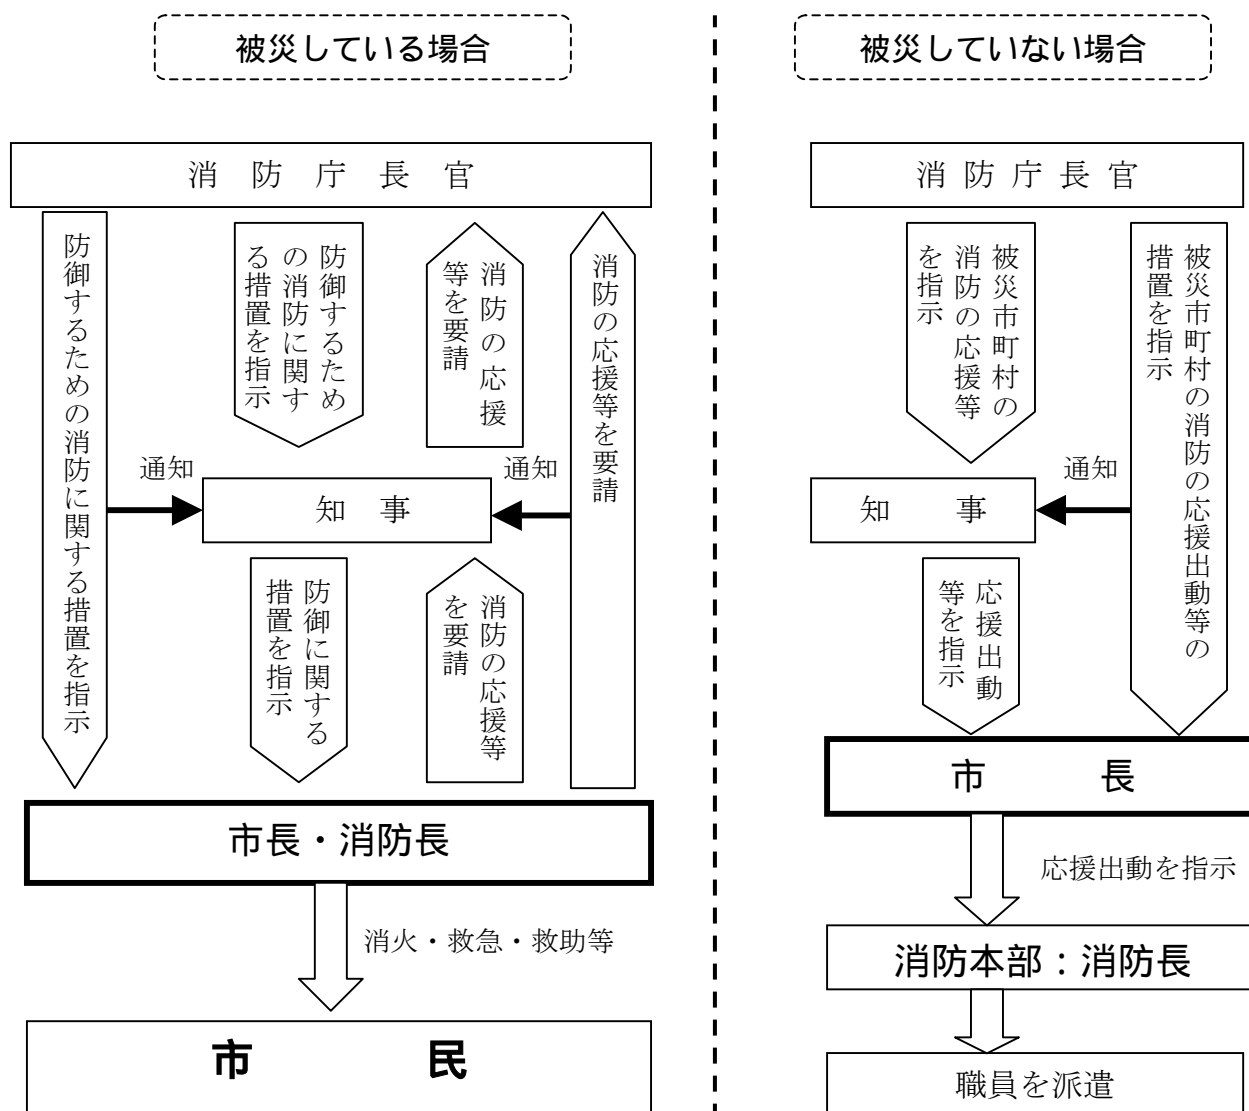 被災している場合
消防庁長官
防御するための消防に関する措置を指示
防御するため
の消防に関す
る措置を指示
消防の応援
等を要請
消防の応援等を要請
通知
通知
知事
防御に関する
措置を指示
消防の応援等
を要請
市長・消防長
消火・救急・救助等
市民
被災していない場合
消防庁長官
被災市町村の
消防の応援等
を指示
被災市町村の消防の応援出動等の
措置を指示
通知
知事
応援出動
等を指示
市長
応援出動を指示
消防本部：消防長
職員を派遣